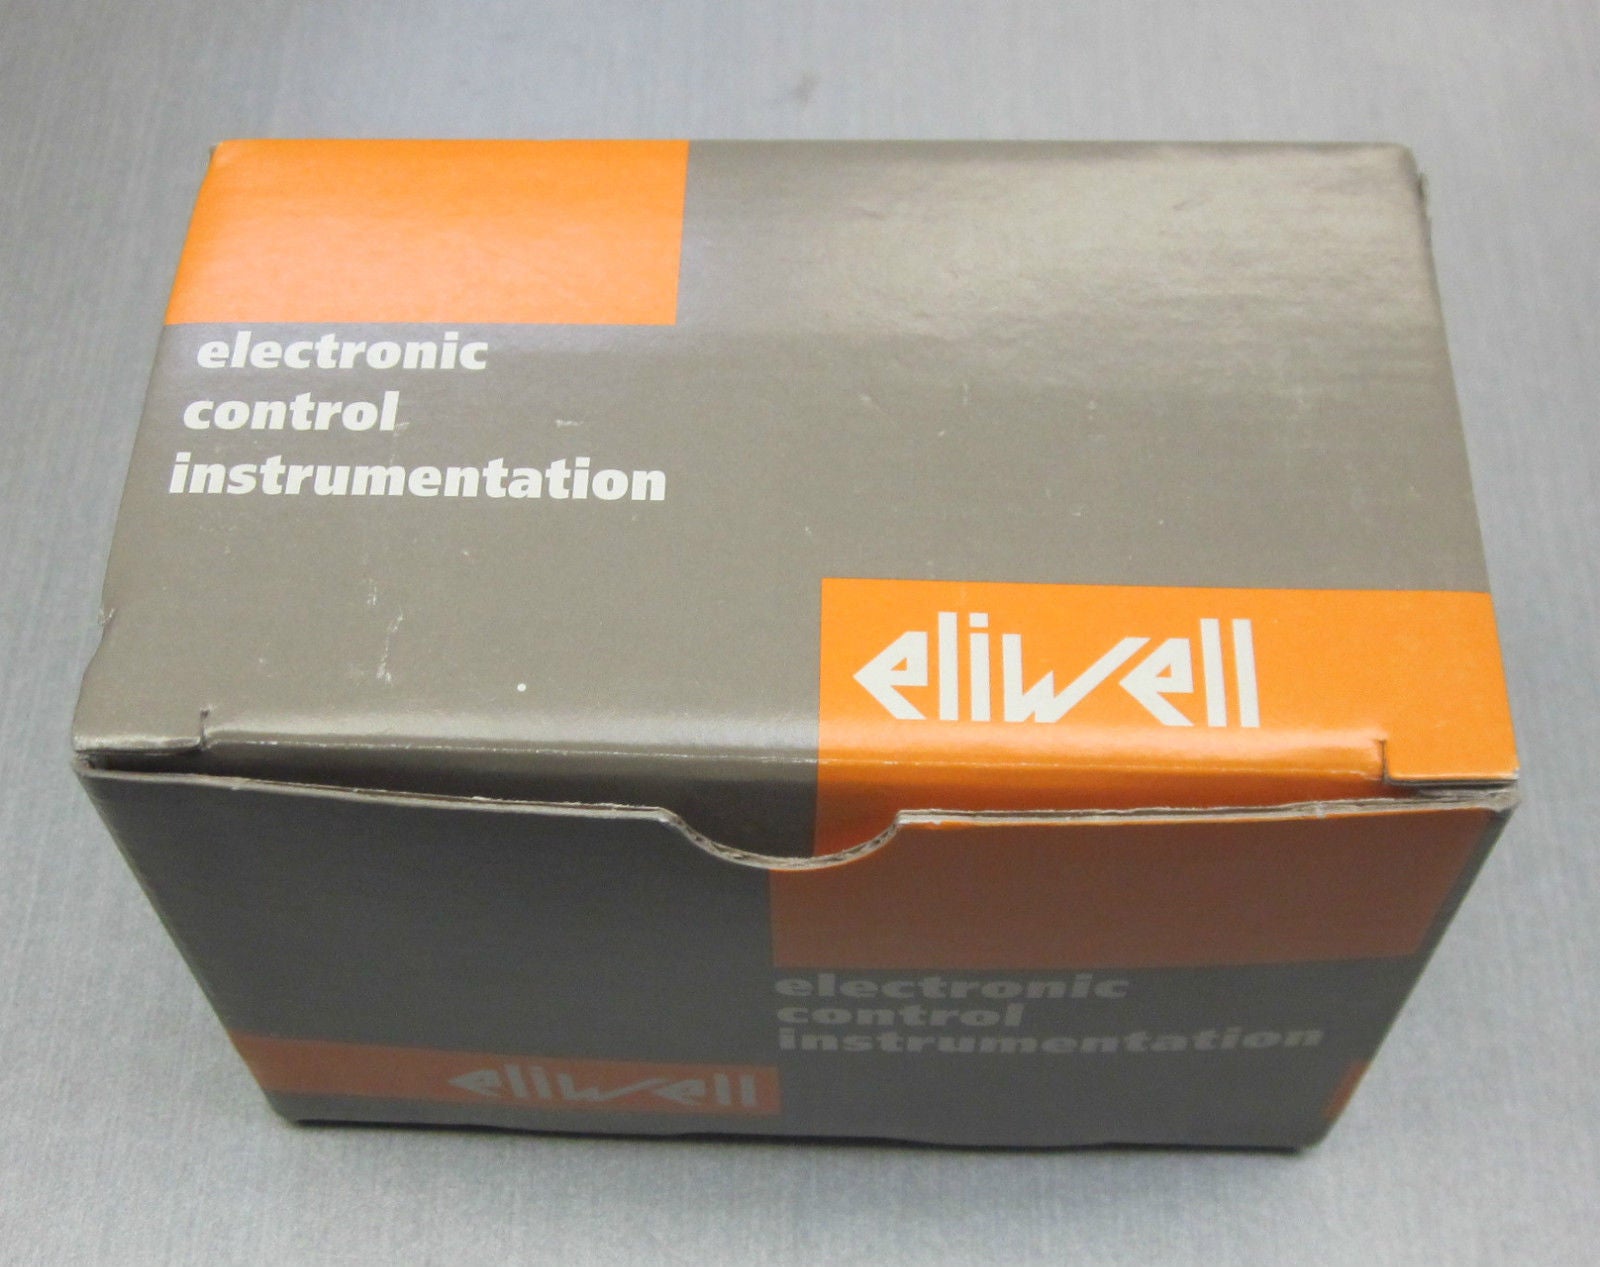 electronic
control
instrumentation
eliwell
electronic
control
instrumentation
eliwell